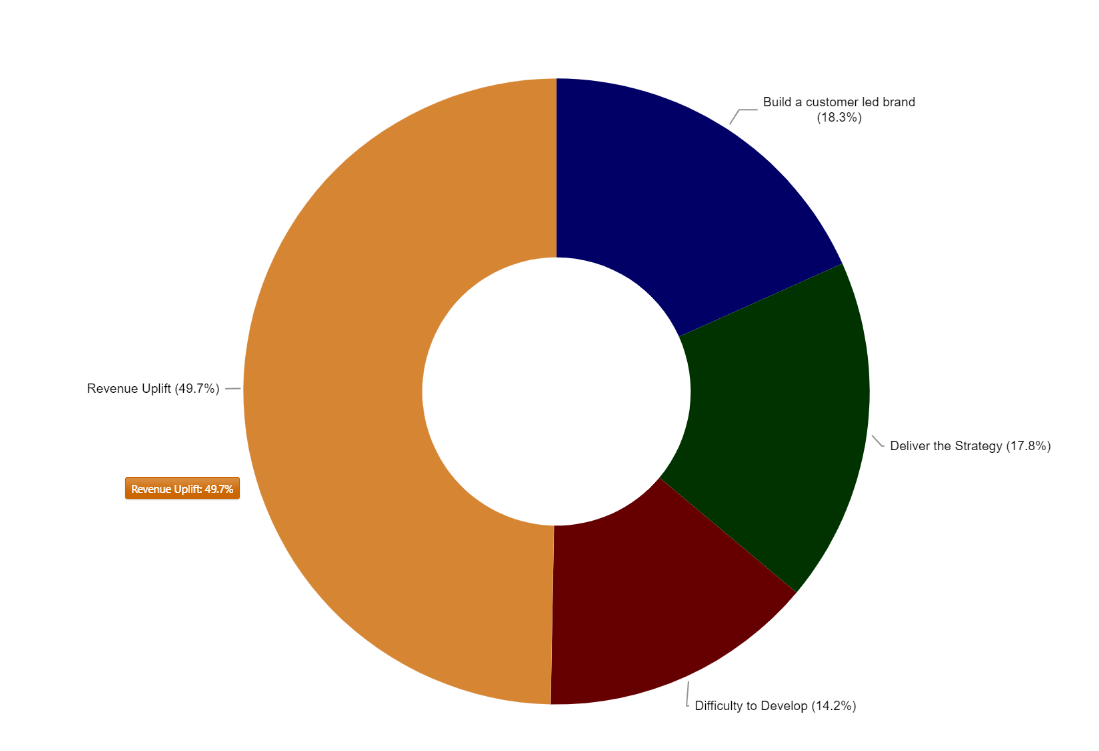 Build a customer led brand
(18.3%)
Revenue Uplift (49.7%)
Deliver the Strategy (17.8%)
Revenue Uplift: 49.7%
Difficulty to Develop (14.2%)